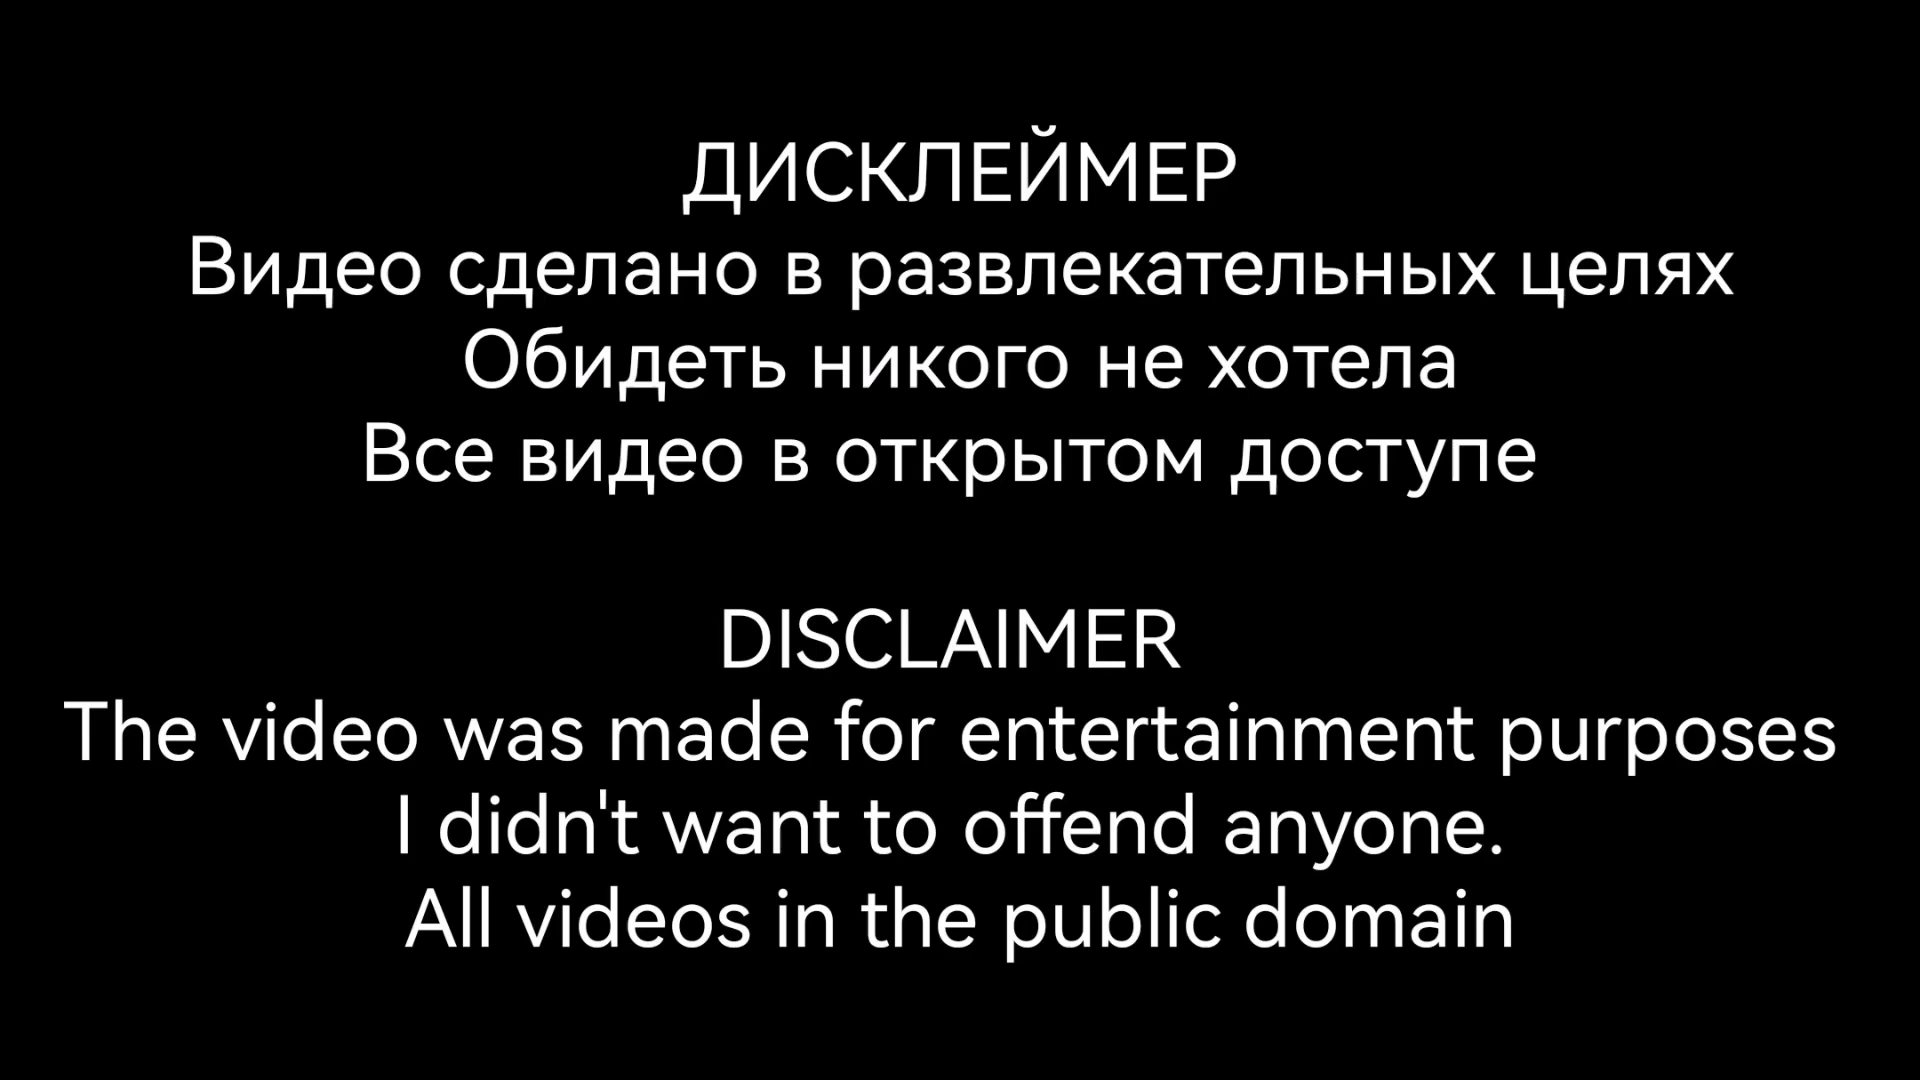 ДИСКЛЕЙМЕР
Видео сделано в развлекательных целях
Обидеть никого не хотела
Все видео в открытом доступе
DISCLAIMER
The video was made for entertainment purposes
I didn't want to offend anyone.
All videos in the public domain